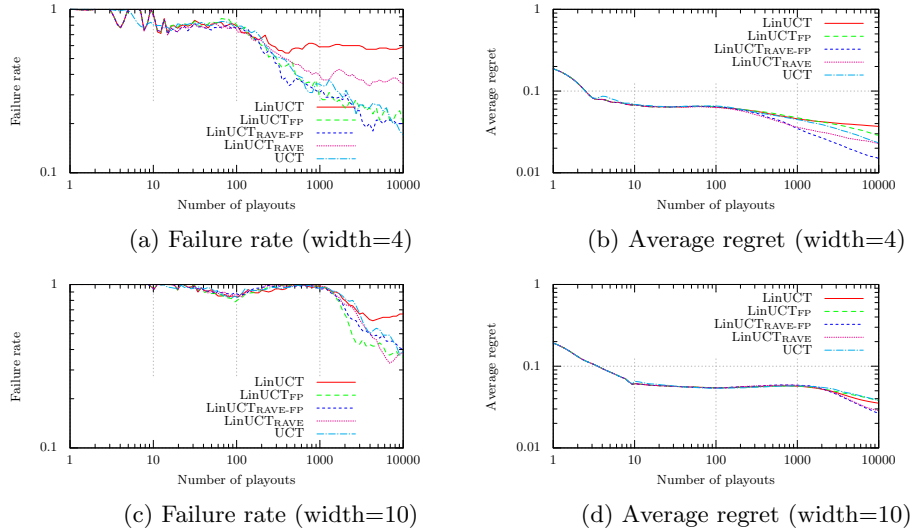 1
0.1
Failure rate
LinUCT
LinUCT_FP
LinUCT_RAVE-FP
LinUCT_RAVE
UCT
1 10 100 1000 10000
Number of playouts
(a) Failure rate (width=4)
1
0.1
0.01
Average regret
LinUCT
LinUCT_FP
LinUCT_RAVE-FP
LinUCT_RAVE
UCT
1 10 100 1000 10000
Number of playouts
(b) Average regret (width=4)
1
0.1
Failure rate
LinUCT
LinUCT_FP
LinUCT_RAVE-FP
LinUCT_RAVE
UCT
1 10 100 1000 10000
Number of playouts
(c) Failure rate (width=10)
1
0.1
0.01
Average regret
LinUCT
LinUCT_FP
LinUCT_RAVE-FP
LinUCT_RAVE
UCT
1 10 100 1000 10000
Number of playouts
(d) Average regret (width=10)